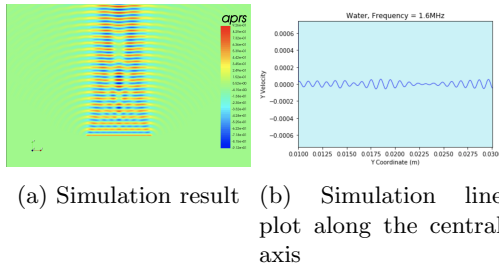 aprs
Water, Frequency = 1.6MHz
Y Velocity
0.0006
0.0004
0.0002
0.0000
−0.0002
−0.0004
−0.0006
0.0100 0.0125 0.0150 0.0175 0.0200 0.0225 0.0250 0.0275 0.0300
Y Coordinate (m)
(a) Simulation result
(b) Simulation line
plot along the central
axis